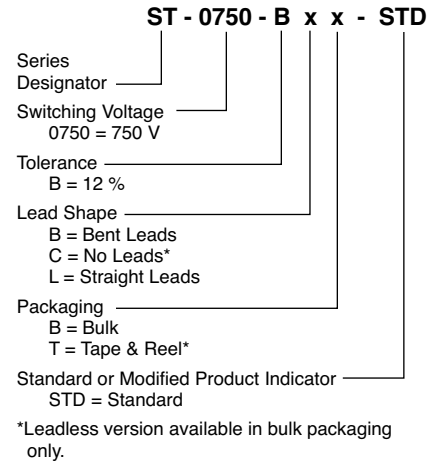 ST - 0750 - B x x - STD
Series
Designator
Switching Voltage
0750 = 750 V
Tolerance
B = 12 %
Lead Shape
B = Bent Leads
C = No Leads*
L = Straight Leads
Packaging
B = Bulk
T = Tape & Reel*
Standard or Modified Product Indicator
STD = Standard
*Leadless version available in bulk packaging
only.